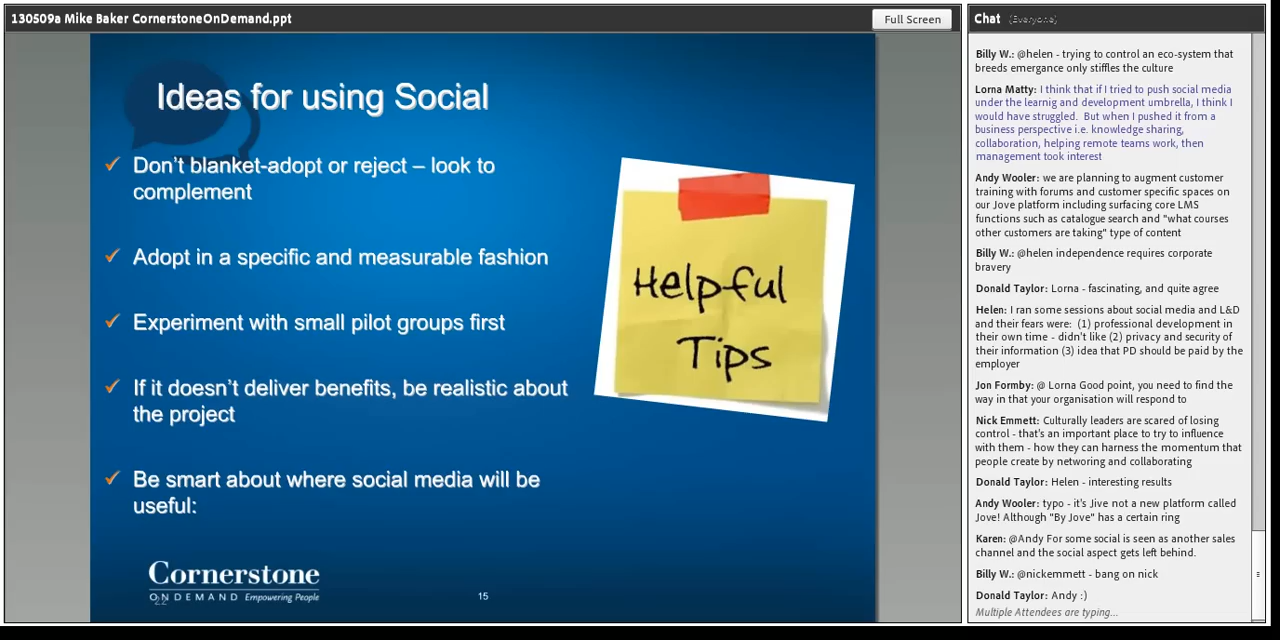 130509a Mike Baker CornerstoneOnDemand.ppt
Full Screen
Ideas for using Social
✓ Don't blanket-adopt or reject – look to
complement
✓ Adopt in a specific and measurable fashion
✓ Experiment with small pilot groups first
✓ If it doesn't deliver benefits, be realistic about
the project
✓ Be smart about where social media will be
useful:
Helpful
Tips
Cornerstone
ONDEMAND Empowering People
22
15
Chat (Everyone)
Billy W.: @helen - trying to control an eco-system that
breeds emergance only stiffles the culture
Lorna Matty: I think that if I tried to push social media
under the learnig and development umbrella, I think I
would have struggled. But when I pushed it from a
business perspective i.e. knowledge sharing,
collaboration, helping remote teams work, then
management took interest
Andy Wooler: we are planning to augment customer
training with forums and customer specific spaces on
our Jove platform including surfacing core LMS
functions such as catalogue search and "what courses
other customers are taking" type of content
Billy W.: @helen independence requires corporate
bravery
Donald Taylor: Lorna - fascinating, and quite agree
Helen: I ran some sessions about social media and L&D
and their fears were: (1) professional development in
their own time - didn't like (2) privacy and security of
their information (3) idea that PD should be paid by the
employer
Jon Formby: @ Lorna Good point, you need to find the
way in that your organisation will respond to
Nick Emmett: Culturally leaders are scared of losing
control - that's an important place to try to influence
with them - how they can harness the momentum that
people create by networing and collaborating
Donald Taylor: Helen - interesting results
Andy Wooler: typo - it's Jive not a new platform called
Jove! Although "By Jove" has a certain ring
Karen: @Andy For some social is seen as another sales
channel and the social aspect gets left behind.
Billy W.: @nickemmett - bang on nick
Donald Taylor: Andy :)
Multiple Attendees are typing...